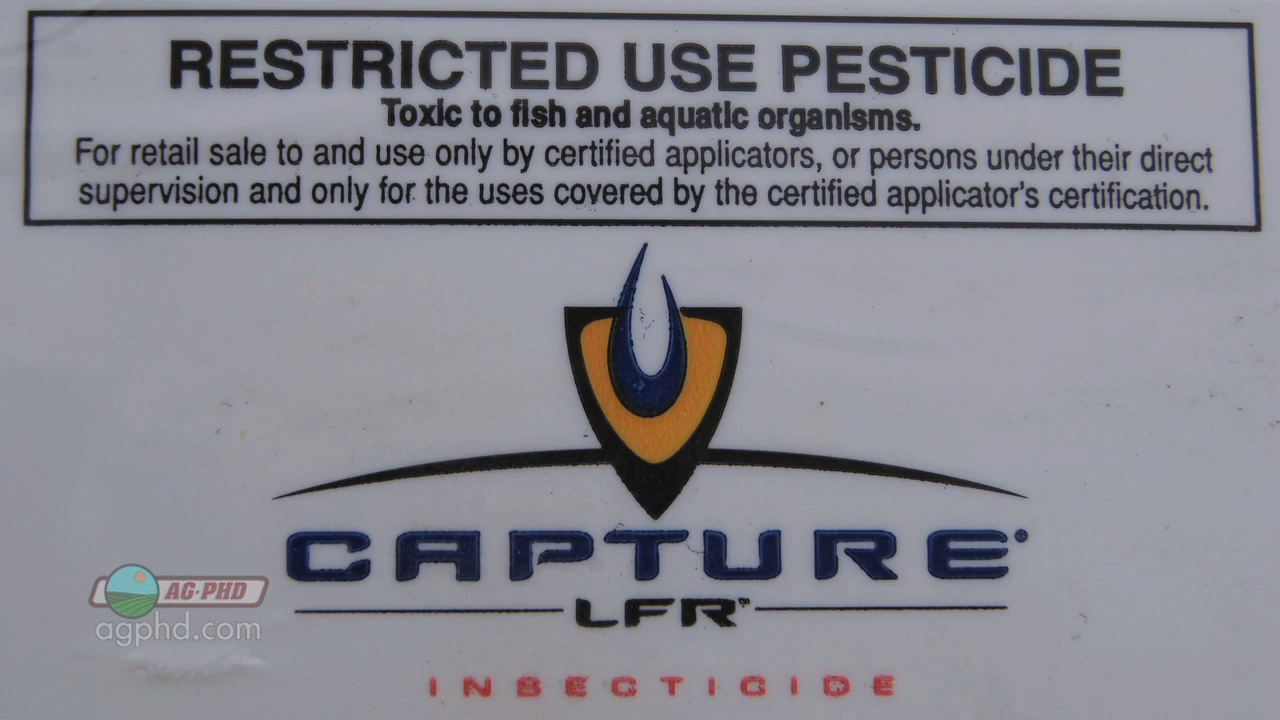 RESTRICTED USE PESTICIDE
Toxic to fish and aquatic organisms.
For retail sale to and use only by certified applicators, or persons under their direct
supervision and only for the uses covered by the certified applicator's certification.
CAPTURE®
LFR™
INSECTICIDE
AG·PHD
agphd.com